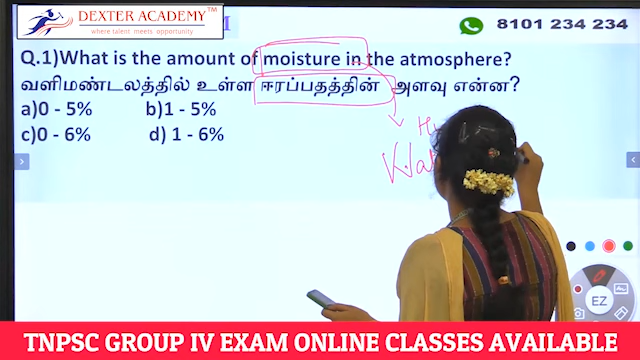 DEXTER ACADEMY™
where talent meets opportunity
8101 234 234
Q.1)What is the amount of moisture in the atmosphere?
வளிமண்டலத்தில் உள்ள ஈரப்பதத்தின் அளவு என்ன?
a)0 - 5% b)1 - 5%
c)0 - 6% d) 1 - 6%
EZ
TNPSC GROUP IV EXAM ONLINE CLASSES AVAILABLE